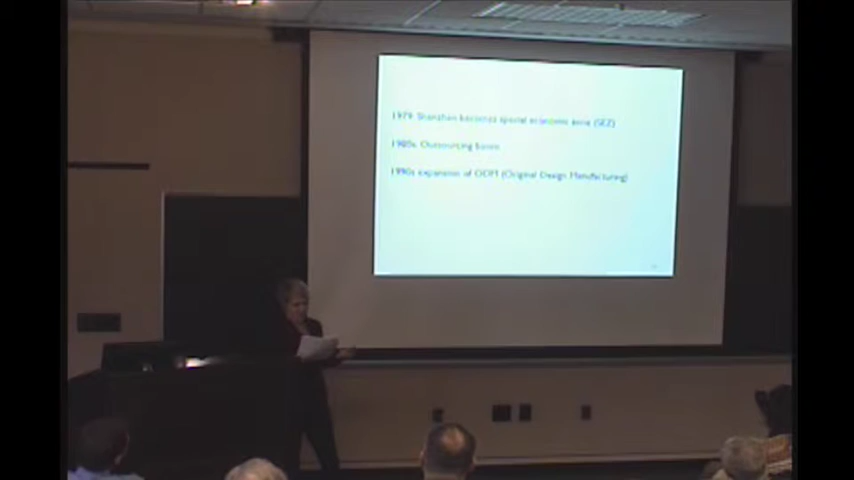 1979: Shenzhen becomes special economic zone (SEZ)
1980s: Outsourcing boom
1990s expansion of ODM (Original Design Manufacturing)